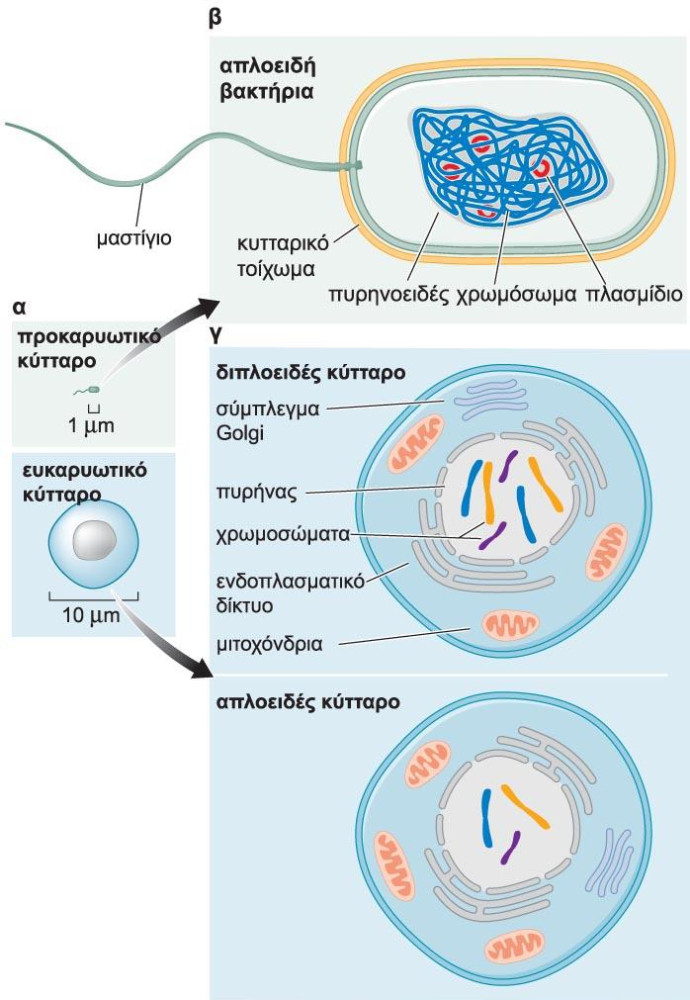 β
απλοειδή
βακτήρια
μαστίγιο
κυτταρικό
τοίχωμα
πυρηνοειδές χρωμόσωμα πλασμίδιο
α
προκαρυωτικό
κύτταρο
1 μm
ευκαρυωτικό
κύτταρο
10 μm
γ
διπλοειδές κύτταρο
σύμπλεγμα
Golgi
πυρήνας
χρωμοσώματα
ενδοπλασματικό
δίκτυο
μιτοχόνδρια
απλοειδές κύτταρο